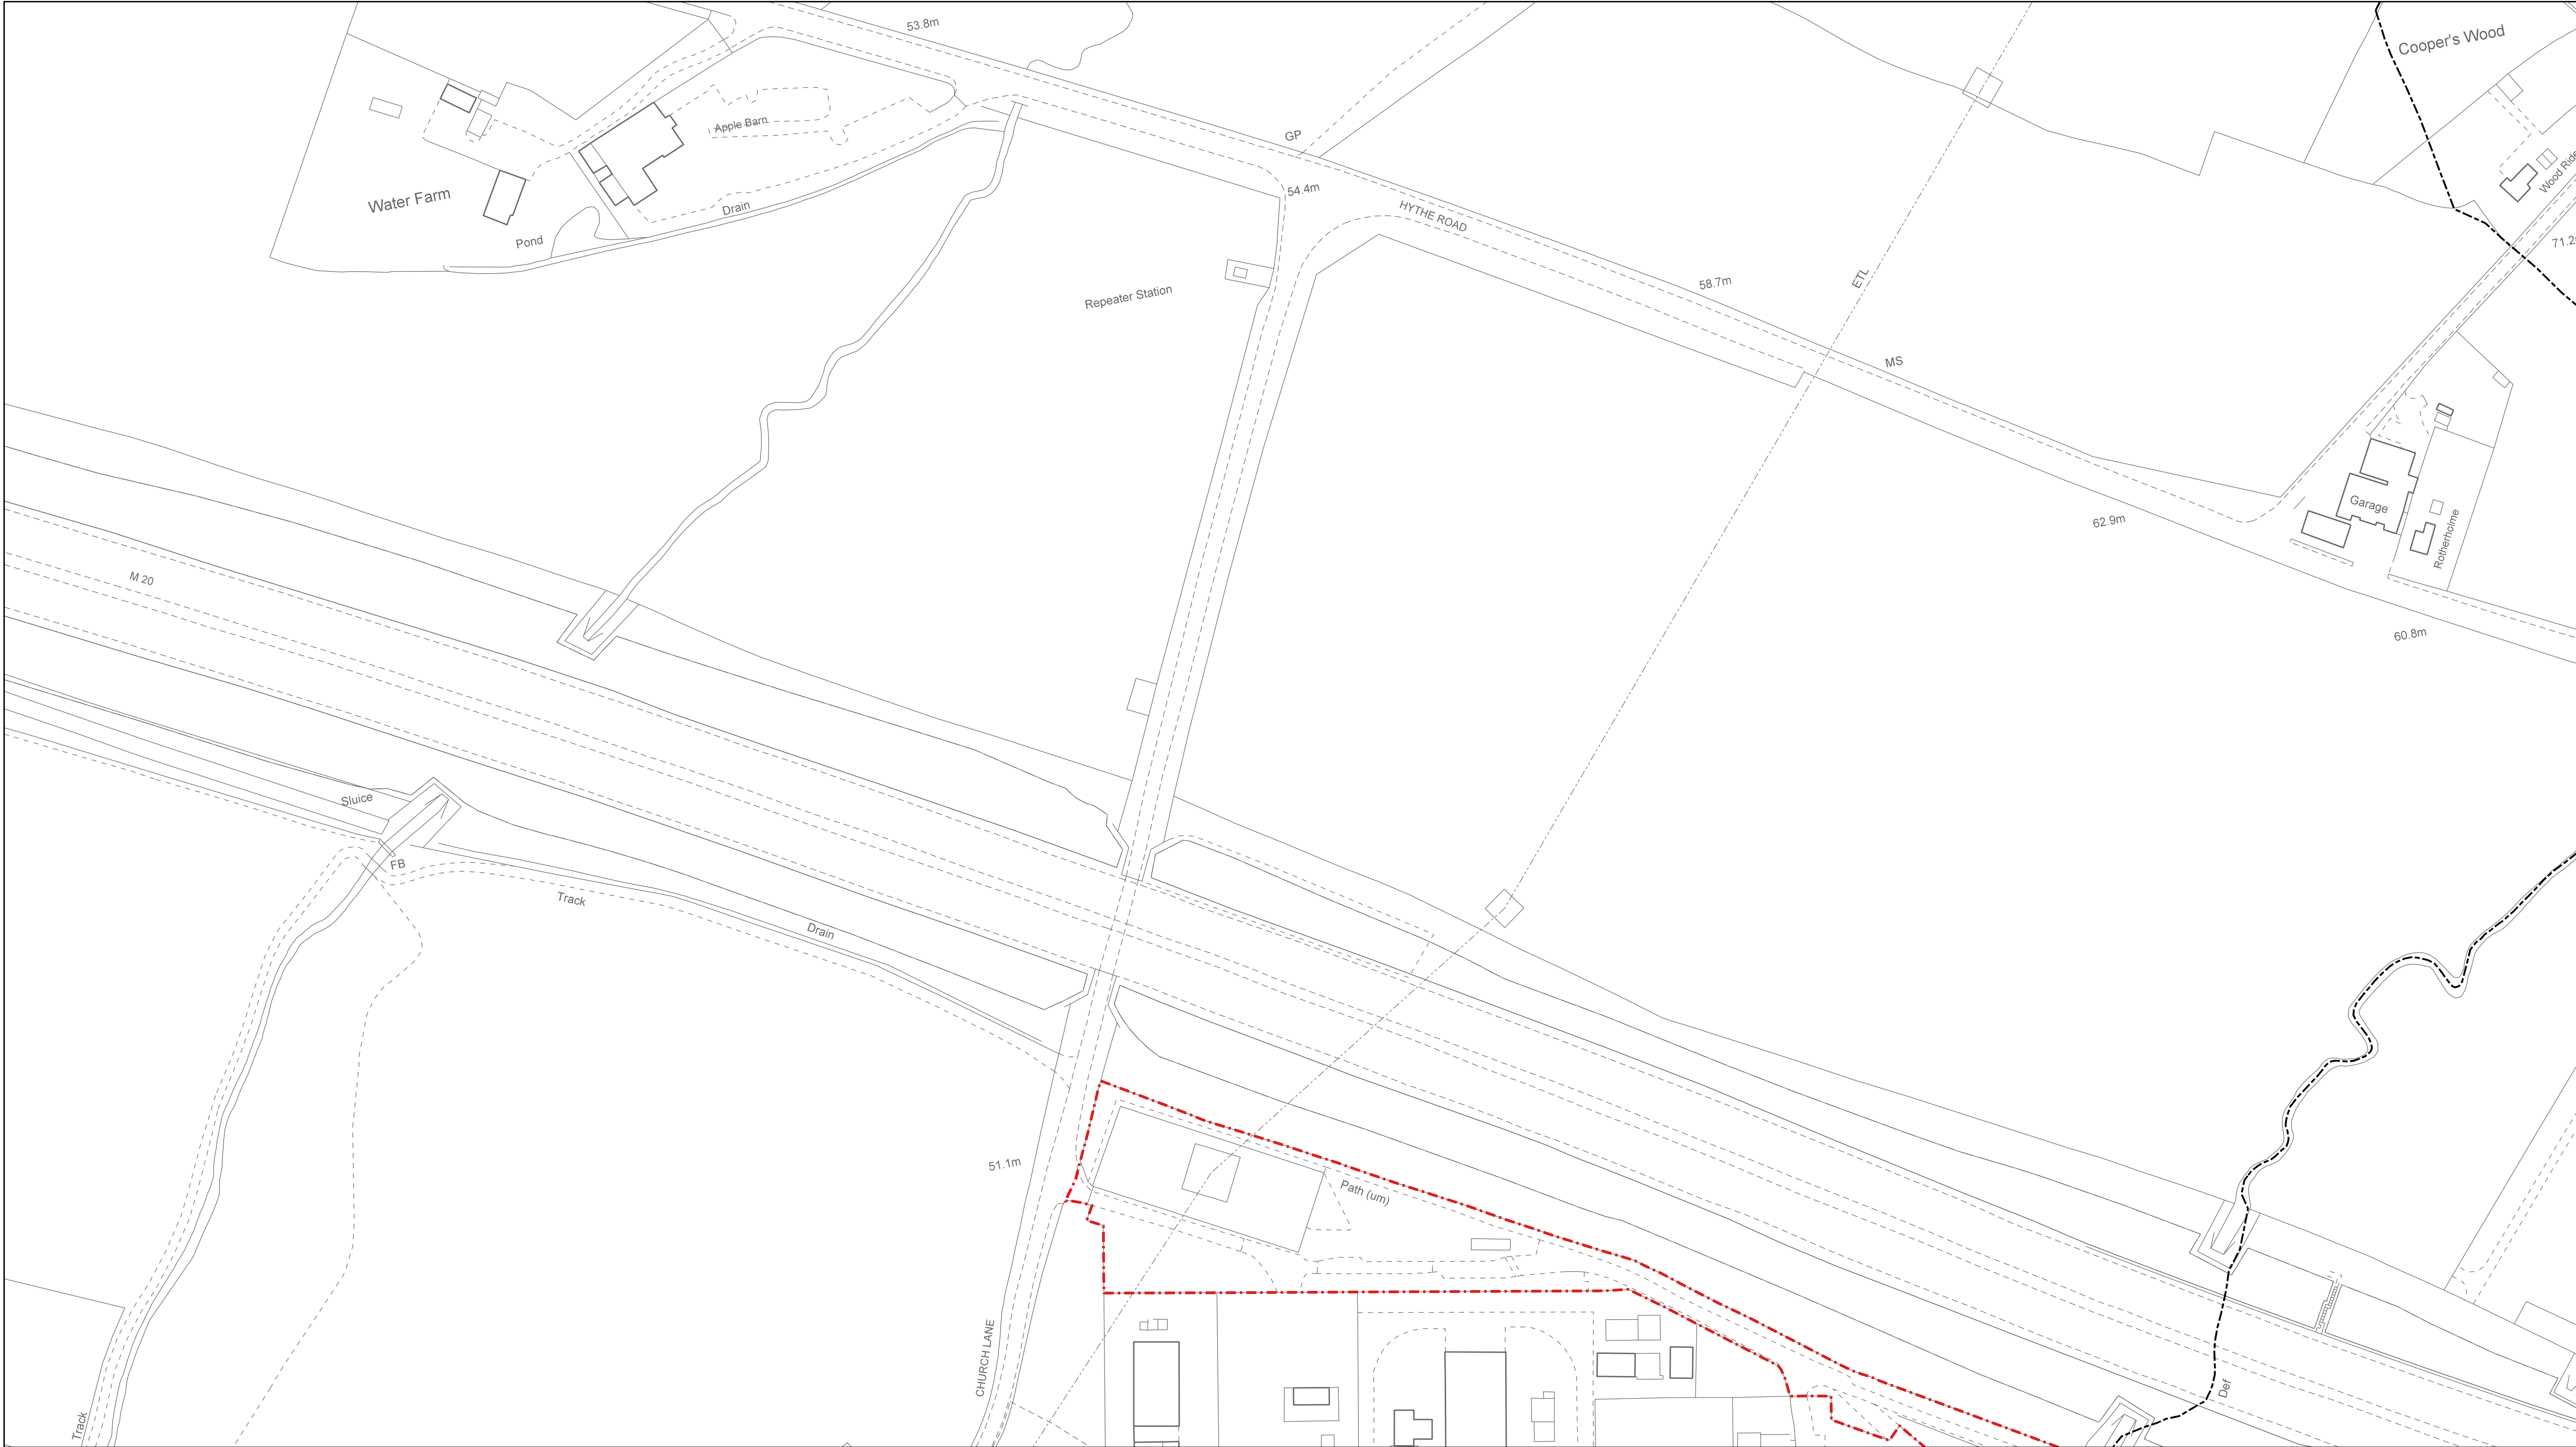 53.8m
Cooper's Wood
Apple Barn
GP
Water Farm
54.4m
Wood Ride
Drain
HYTHE ROAD
Pond
71.2
ETL
58.7m
Repeater Station
MS
Garage
62.9m
Rotherholme
M 20
60.8m
Sluice
FB
Track
Drain
51.1m
Path (um)
CHURCH LANE
Def
Track